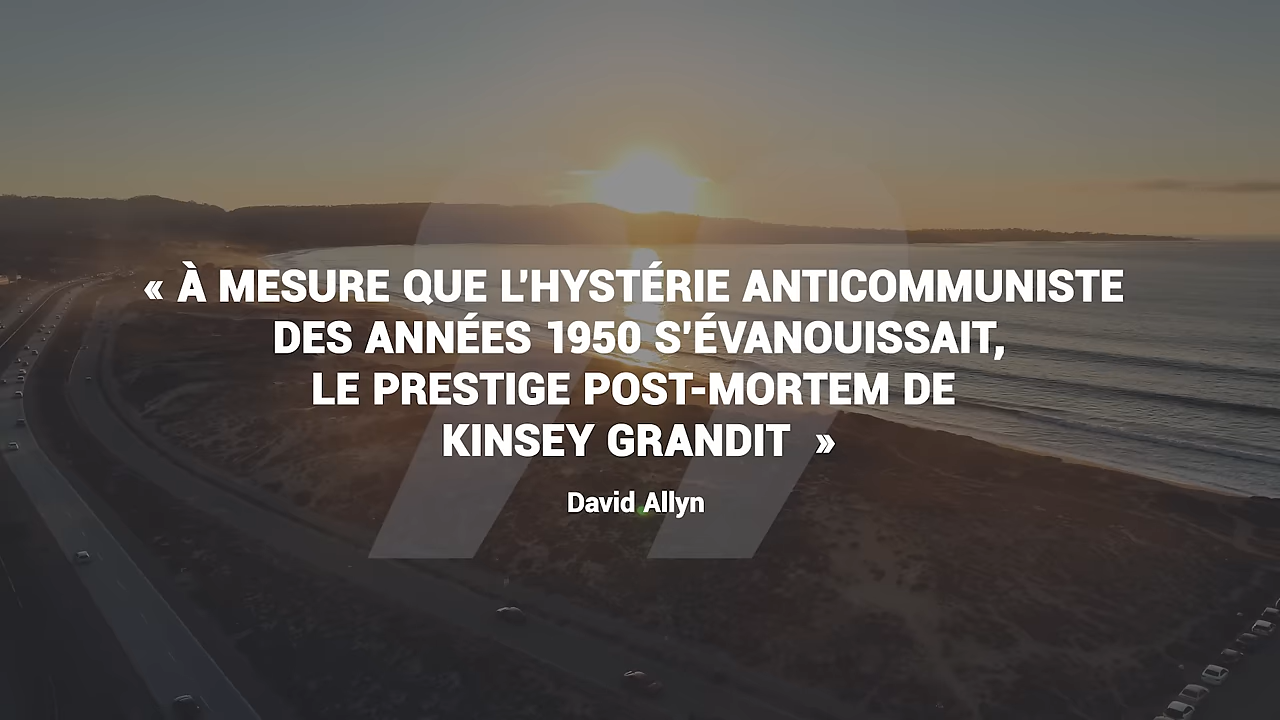 « À MESURE QUE L'HYSTÉRIE ANTICOMMUNISTE
DES ANNÉES 1950 S'ÉVANOUISSAIT,
LE PRESTIGE POST-MORTEM DE
KINSEY GRANDIT »
David Allyn